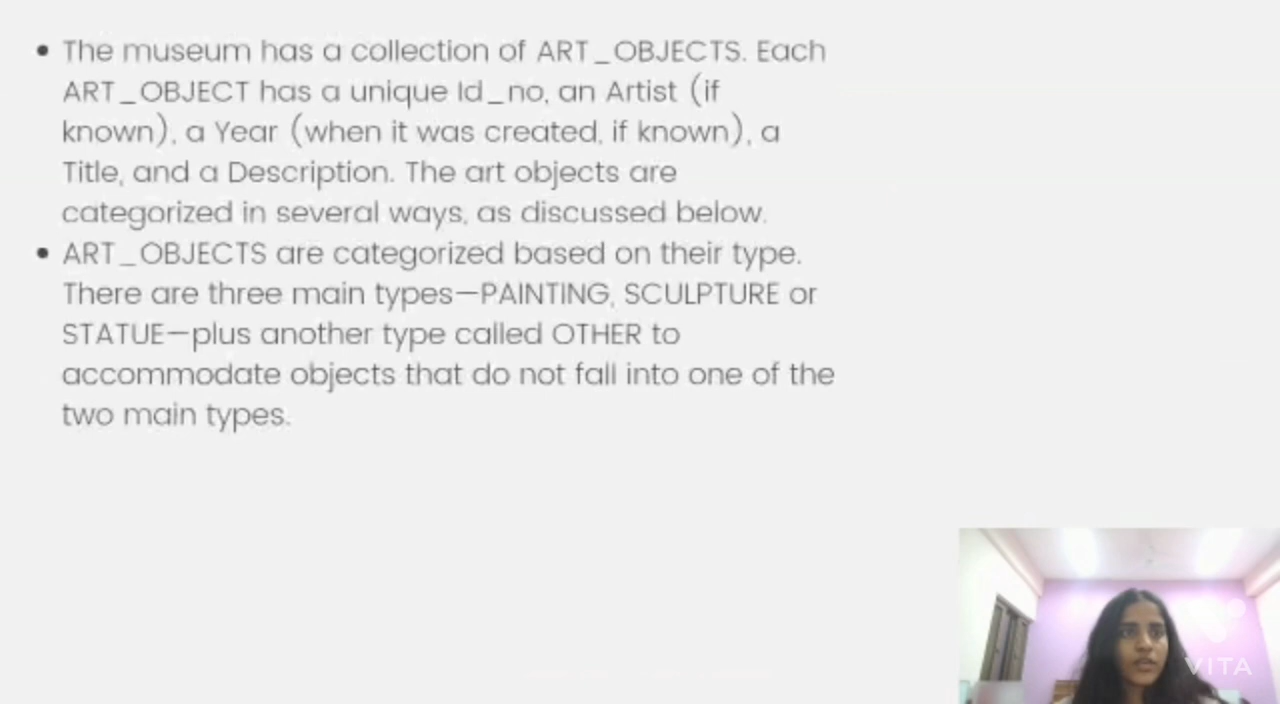 • The museum has a collection of ART_OBJECTS. Each
ART_OBJECT has a unique Id_no, an Artist (if
known), a Year (when it was created, if known), a
Title, and a Description. The art objects are
categorized in several ways, as discussed below.
• ART_OBJECTS are categorized based on their type.
There are three main types—PAINTING, SCULPTURE or
STATUE—plus another type called OTHER to
accommodate objects that do not fall into one of the
two main types.
VITA